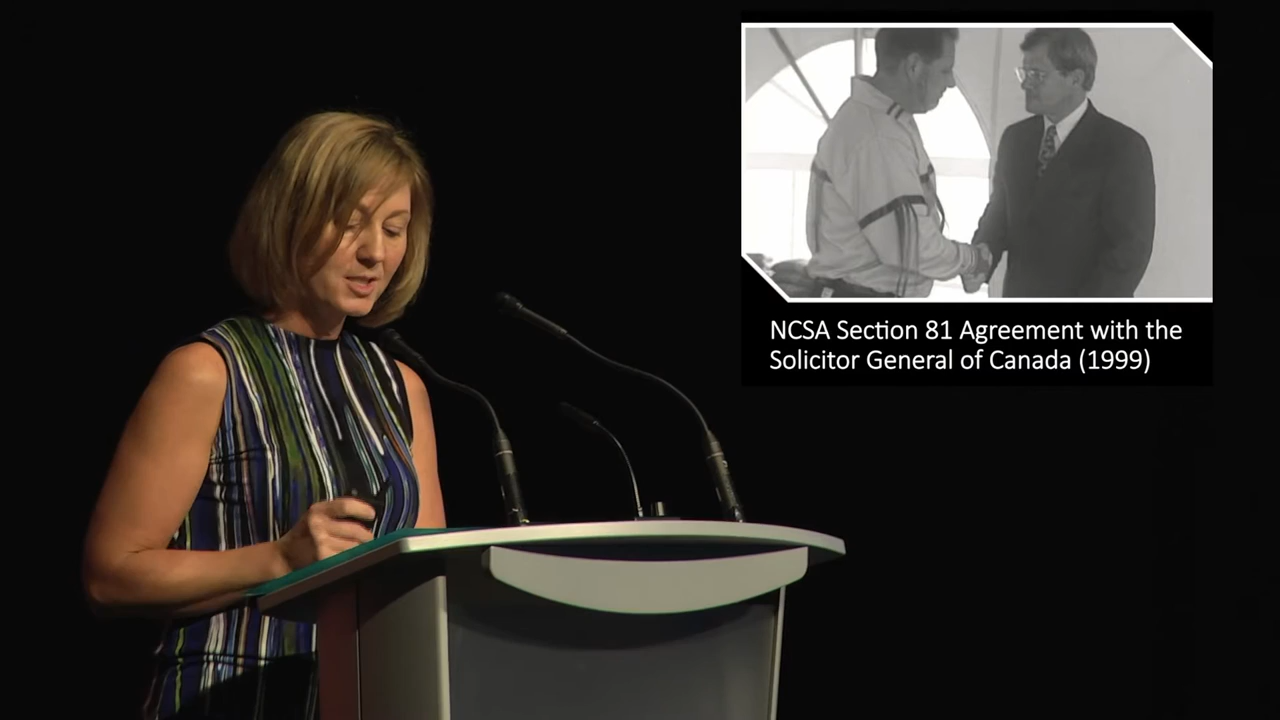 NCSA Section 81 Agreement with the
Solicitor General of Canada (1999)